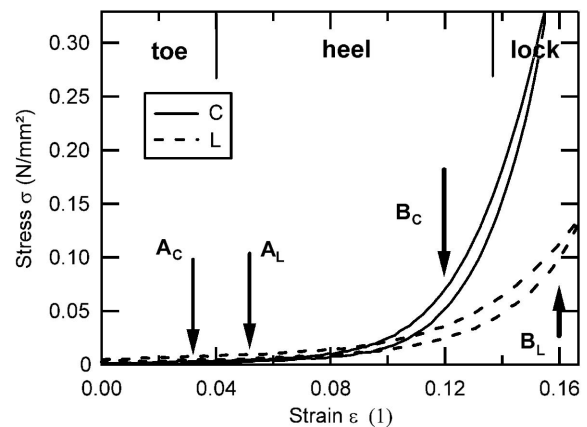 toe heel lock
C
L
A_C A_L B_C B_L
Stress σ (N/mm²)
0.30
0.25
0.20
0.15
0.10
0.05
0
0.00 0.04 0.08 0.12 0.16
Strain ε (1)